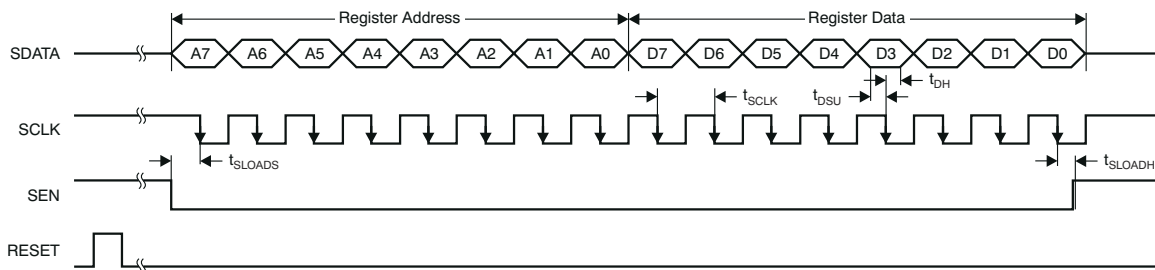 Register Address Register Data
SDATA A7 A6 A5 A4 A3 A2 A1 A0 D7 D6 D5 D4 D3 D2 D1 D0
tSCLK tDSU tDH
SCLK
tSLOADS tSLOADH
SEN
RESET